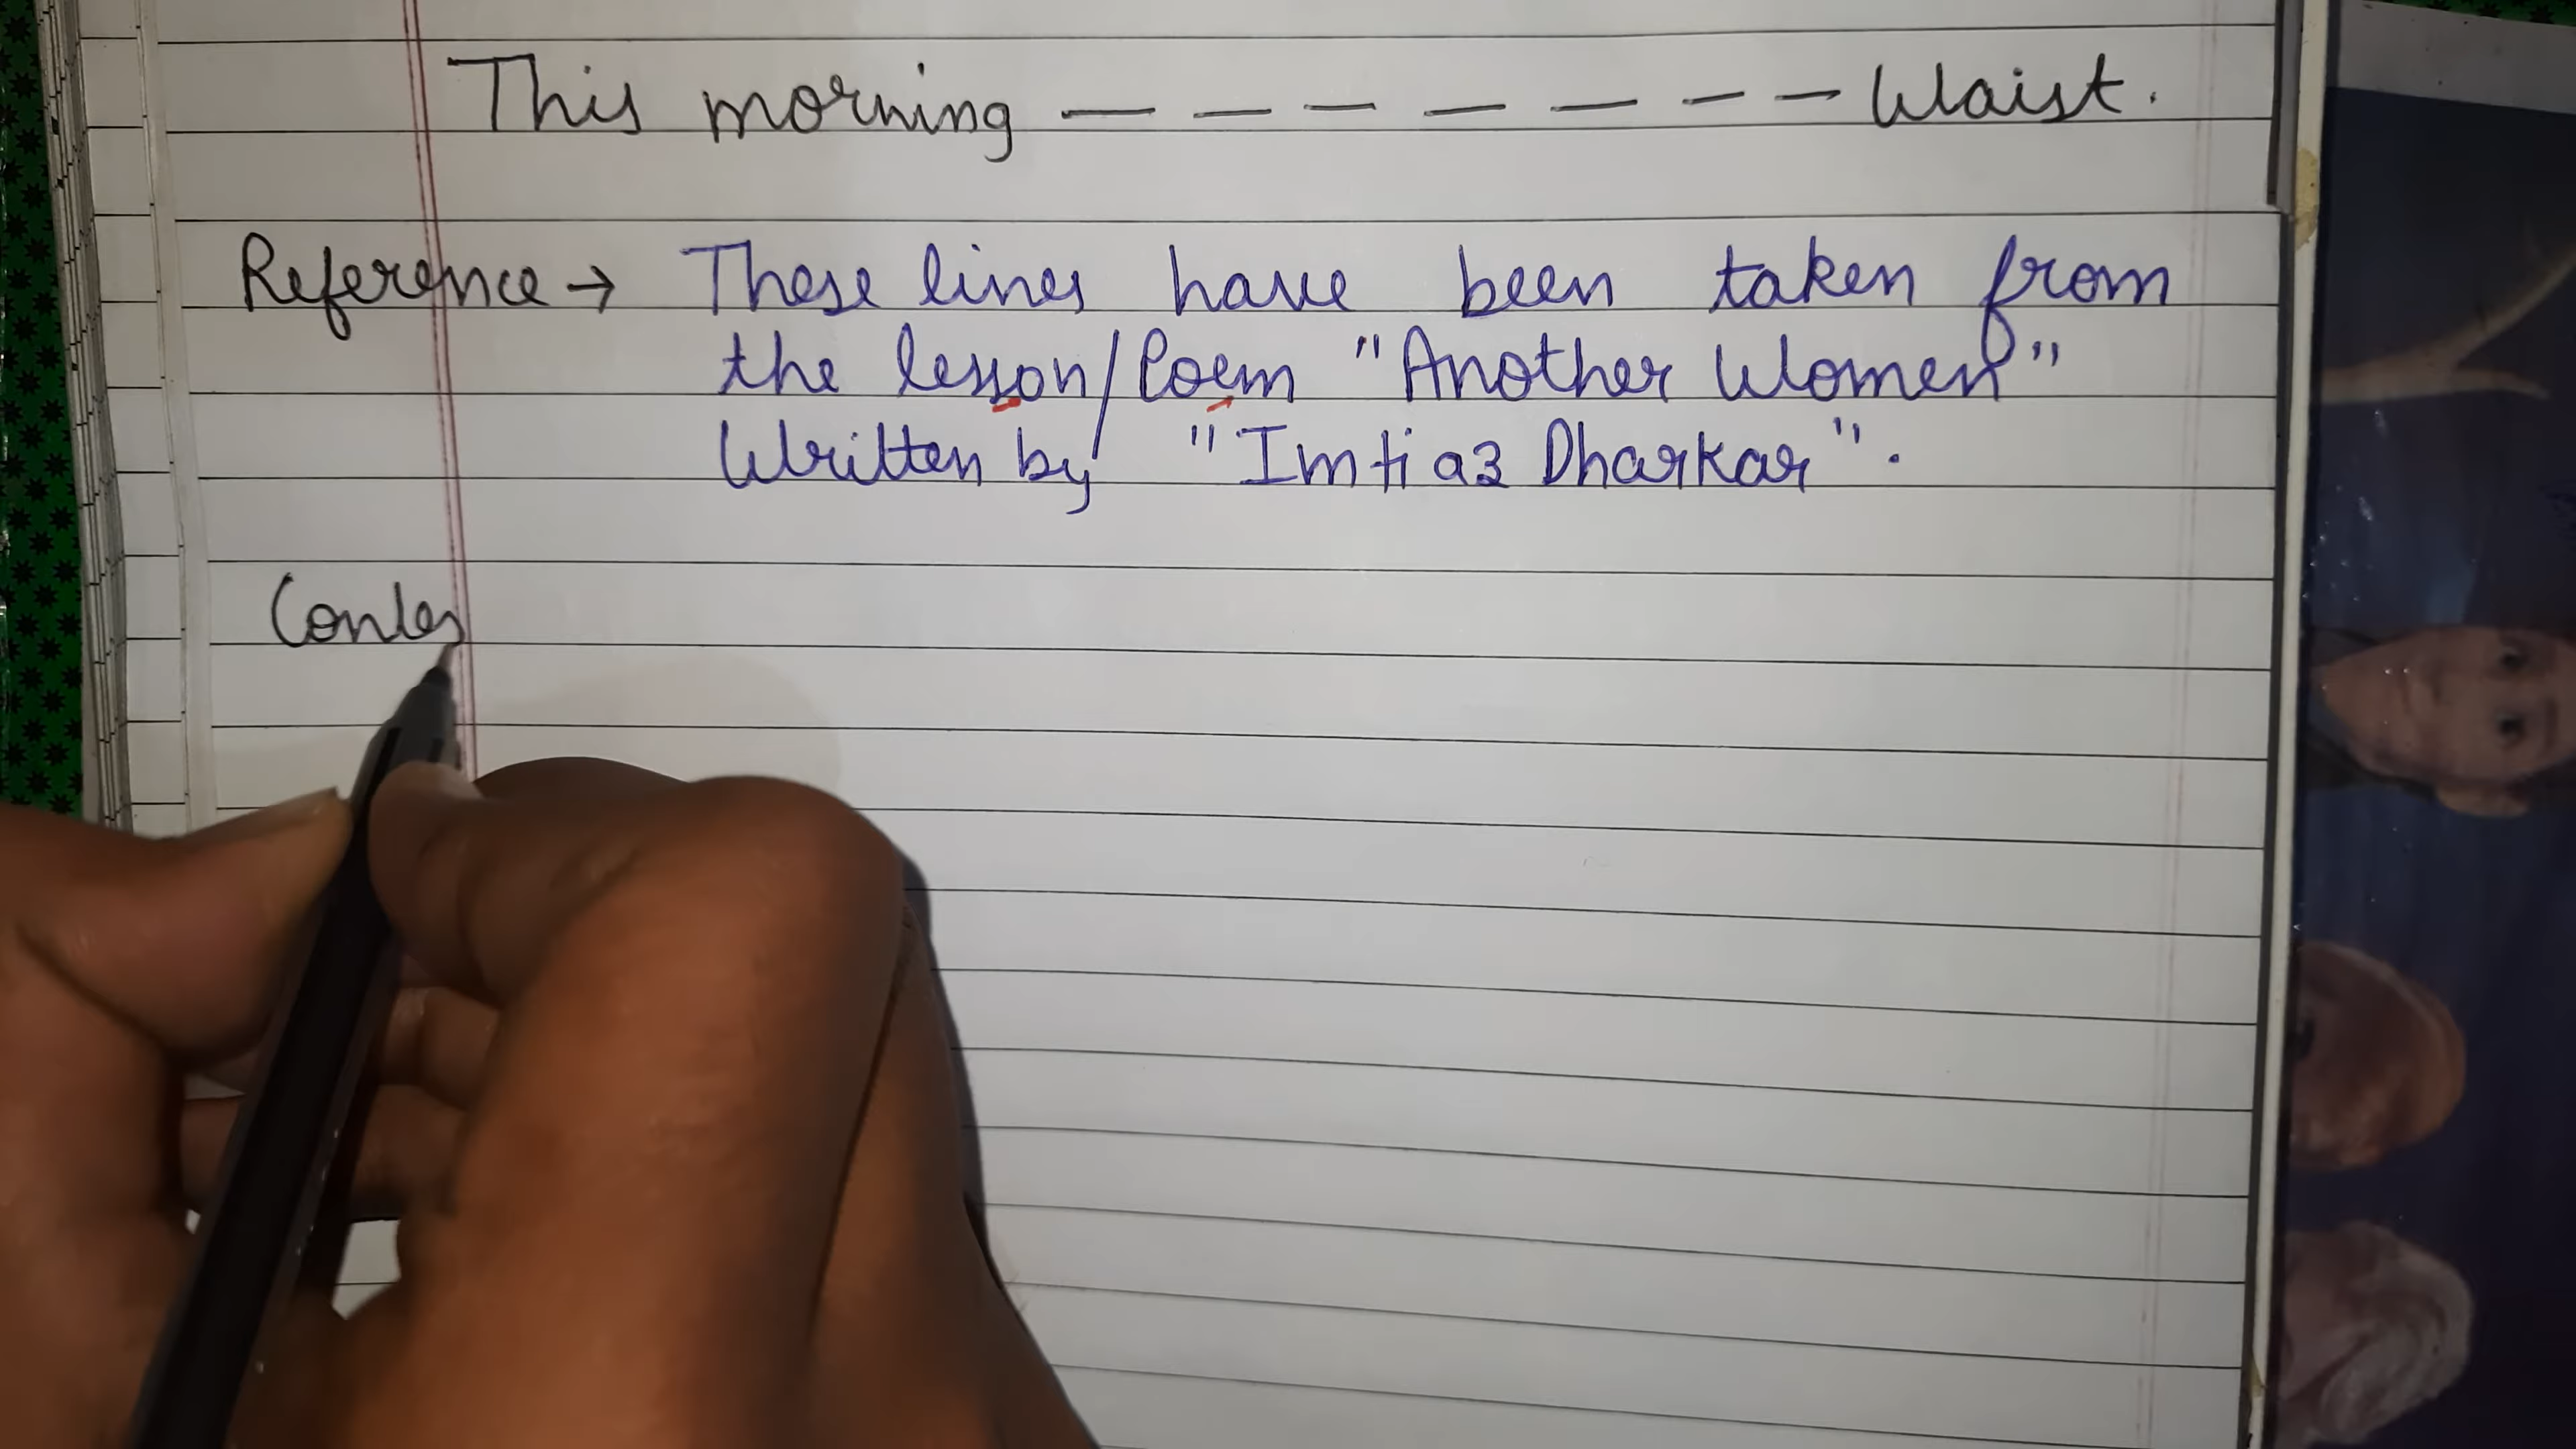 This morning — — — — — — — Waist.
Reference → These lines have been taken from
the lesson/Poem "Another Women"
Written by "Imtiaz Dharkar".
Contex